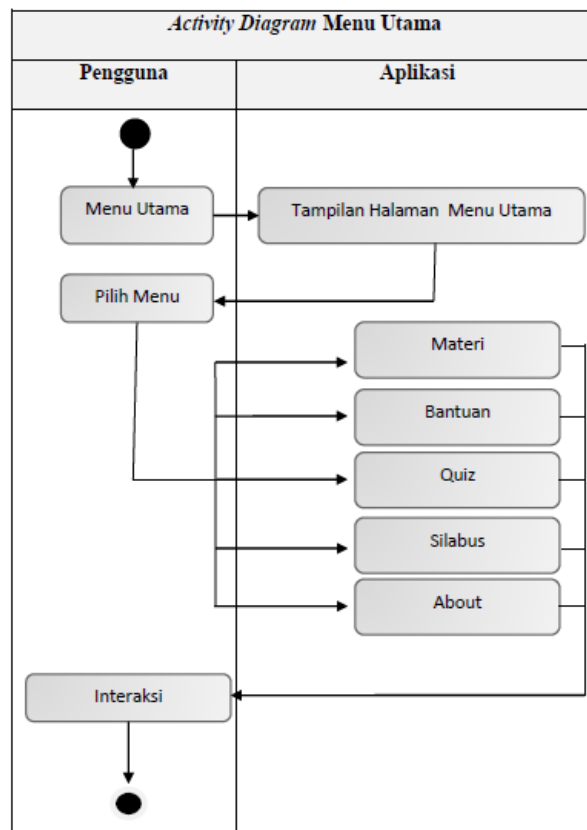 Activity Diagram Menu Utama
Pengguna
Aplikasi
Menu Utama
Tampilan Halaman Menu Utama
Pilih Menu
Materi
Bantuan
Quiz
Silabus
About
Interaksi